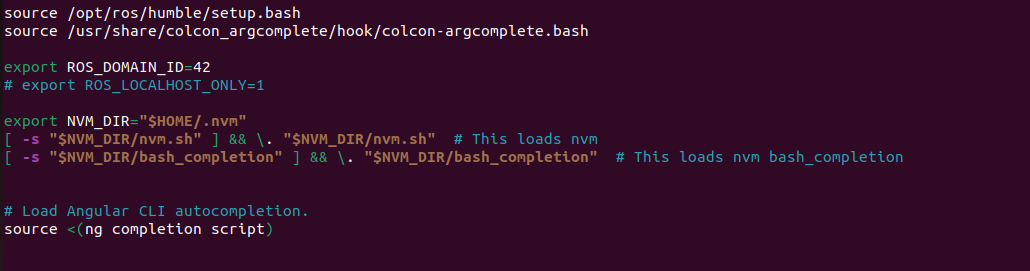 source /opt/ros/humble/setup.bash
source /usr/share/colcon_argcomplete/hook/colcon-argcomplete.bash
export ROS_DOMAIN_ID=42
# export ROS_LOCALHOST_ONLY=1
export NVM_DIR="$HOME/.nvm"
[ -s "$NVM_DIR/nvm.sh" ] && \. "$NVM_DIR/nvm.sh"  # This loads nvm
[ -s "$NVM_DIR/bash_completion" ] && \. "$NVM_DIR/bash_completion"  # This loads nvm bash_completion
# Load Angular CLI autocompletion.
source <(ng completion script)